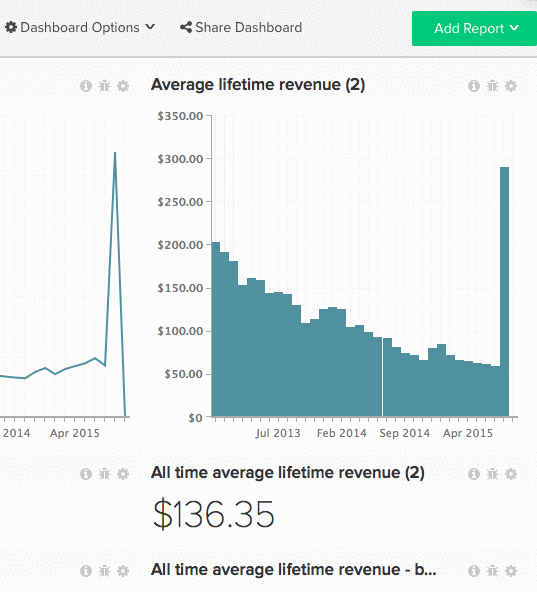 Dashboard Options
Share Dashboard
Add Report
Average lifetime revenue (2)
$350.00
$300.00
$250.00
$200.00
$150.00
$100.00
$50.00
$0
2014 Apr 2015
Jul 2013 Feb 2014 Sep 2014 Apr 2015
All time average lifetime revenue (2)
$136.35
All time average lifetime revenue - b...